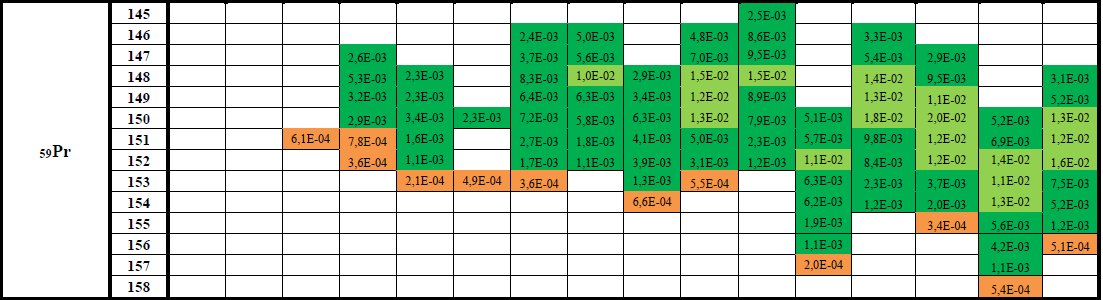 145 2,5E-03
146 2,4E-03 5,0E-03 4,8E-03 8,6E-03 3,3E-03
147 2,6E-03 3,7E-03 5,6E-03 7,0E-03 9,5E-03 5,4E-03 2,9E-03
148 5,3E-03 2,3E-03 8,3E-03 1,0E-02 2,9E-03 1,5E-02 1,5E-02 1,4E-02 9,5E-03 3,1E-03
149 3,2E-03 2,3E-03 6,4E-03 6,3E-03 3,4E-03 1,2E-02 8,9E-03 1,3E-02 1,1E-02 5,2E-03
150 2,9E-03 3,4E-03 2,3E-03 7,2E-03 5,8E-03 6,3E-03 1,3E-02 7,9E-03 5,1E-03 1,8E-02 2,0E-02 5,2E-03 1,3E-02
151 6,1E-04 7,8E-04 1,6E-03 2,7E-03 1,8E-03 4,1E-03 5,0E-03 2,3E-03 5,7E-03 9,8E-03 1,2E-02 6,9E-03 1,2E-02
₅₉Pr
152 3,6E-04 1,1E-03 1,7E-03 1,1E-03 3,9E-03 3,1E-03 1,2E-03 1,1E-02 8,4E-03 1,2E-02 1,4E-02 1,6E-02
153 2,1E-04 4,9E-04 3,6E-04 1,3E-03 5,5E-04 6,3E-03 2,3E-03 3,7E-03 1,1E-02 7,5E-03
154 6,6E-04 6,2E-03 1,2E-03 2,0E-03 1,3E-02 5,2E-03
155 1,9E-03 3,4E-04 5,6E-03 1,2E-03
156 1,1E-03 4,2E-03 5,1E-04
157 2,0E-04 1,1E-03
158 5,4E-04